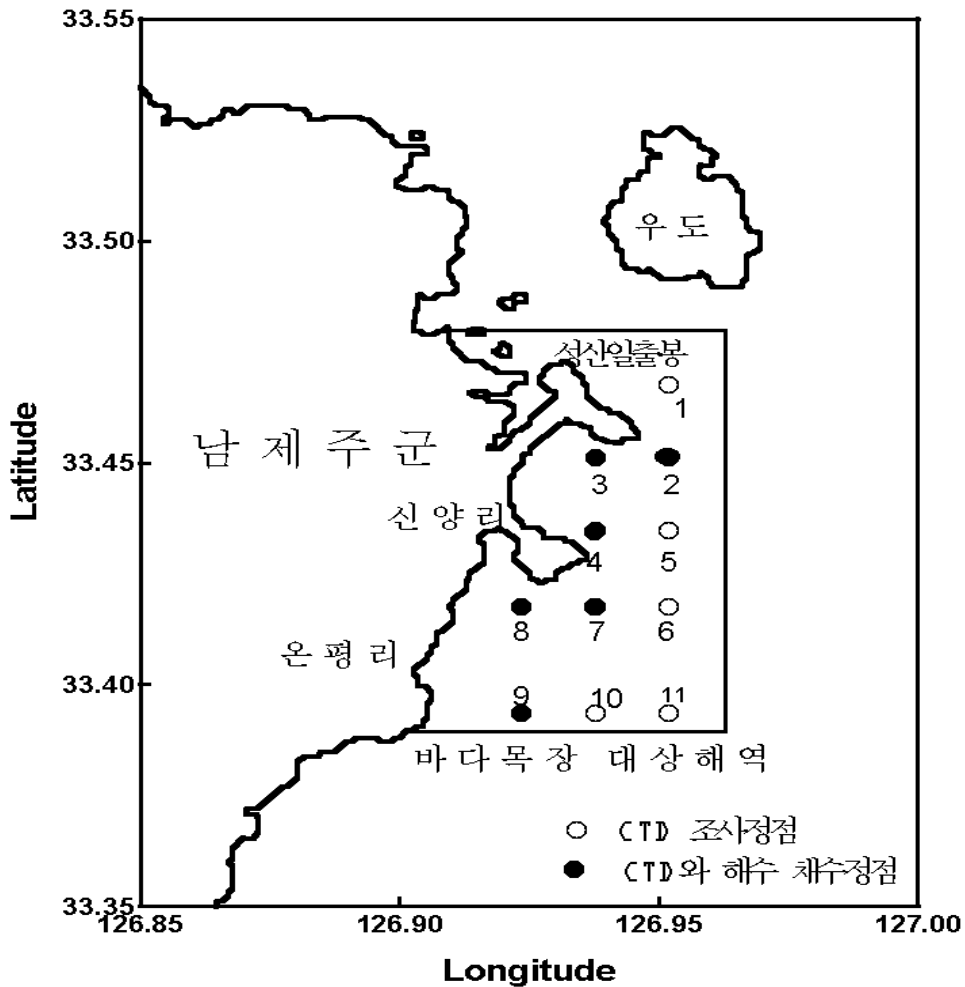 33.55
우 도
33.50
성산일출봉
1
남 제 주 군
33.45
3
2
신 양 리
4
5
8
7
6
온 평 리
33.40
9
10
11
바 다 목 장 대 상 해 역
CTD 조사정점
CTD와 해수 채수정점
33.35
126.85
126.90
126.95
127.00
Latitude
Longitude